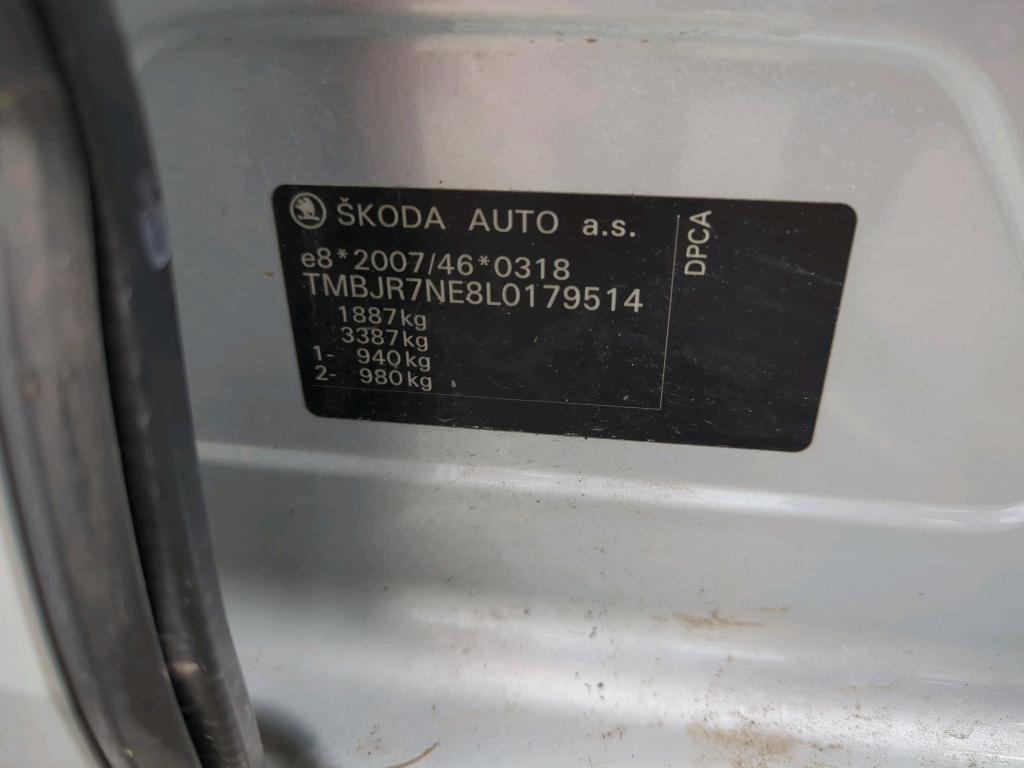 ŠKODA AUTO a.s.
e8*2007/46*0318
TMBJR7NE8L0179514
1887kg
3387kg
1- 940kg
2- 980kg
DPCA